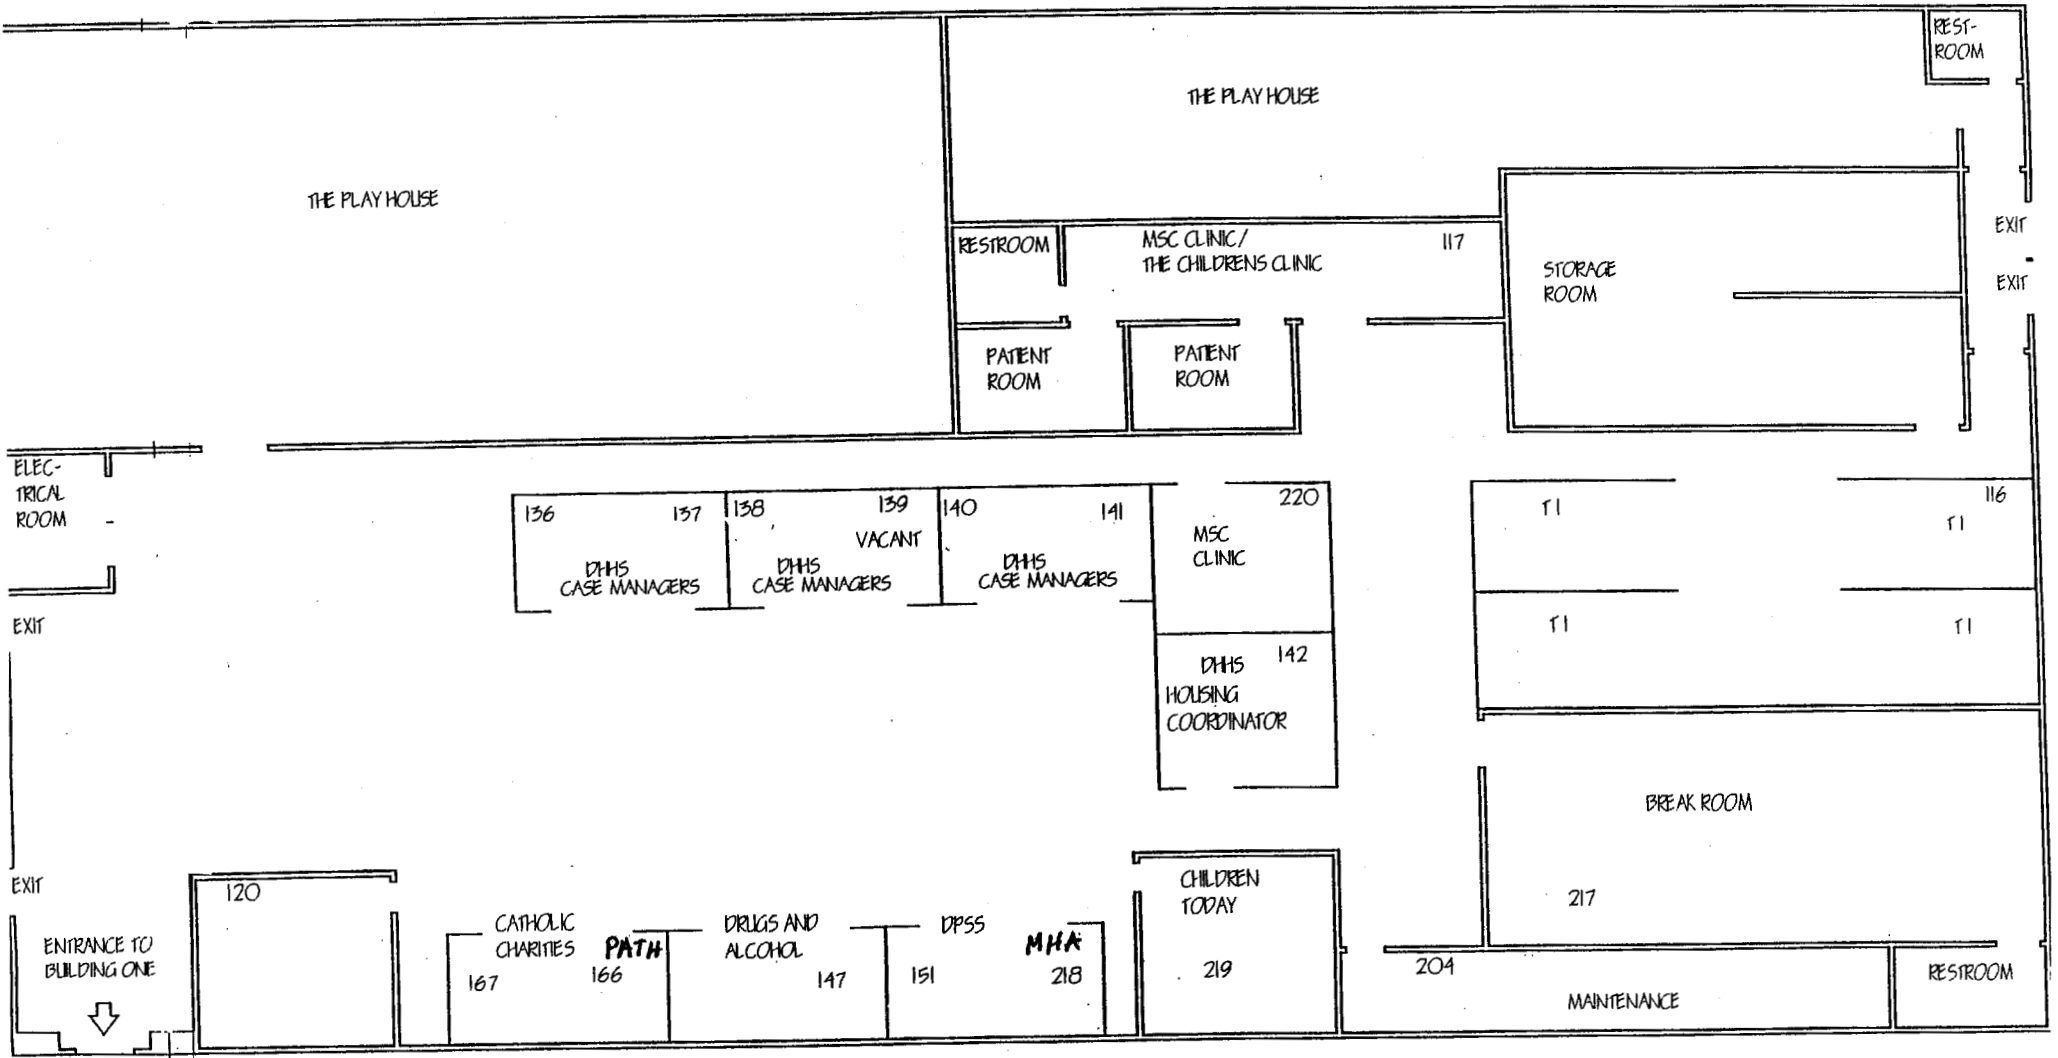 REST-
ROOM
THE PLAY HOUSE
THE PLAY HOUSE
EXIT
EXIT
RESTROOM
MSC CLINIC/
THE CHILDRENS CLINIC
117
STORAGE
ROOM
PATIENT
ROOM
PATIENT
ROOM
ELEC-
TRICAL
ROOM
EXIT
136
137
DHHS
CASE MANAGERS
138
139
VACANT
DHHS
CASE MANAGERS
140
141
DHHS
CASE MANAGERS
220
MSC
CLINIC
T1
116
T1
T1
T1
142
DHHS
HOUSING
COORDINATOR
BREAK ROOM
217
EXIT
120
ENTRANCE TO
BUILDING ONE
CATHOLIC
CHARITIES
PATH
167
166
DRUGS AND
ALCOHOL
147
DPSS
MHA
151
218
CHILDREN
TODAY
219
204
MAINTENANCE
RESTROOM